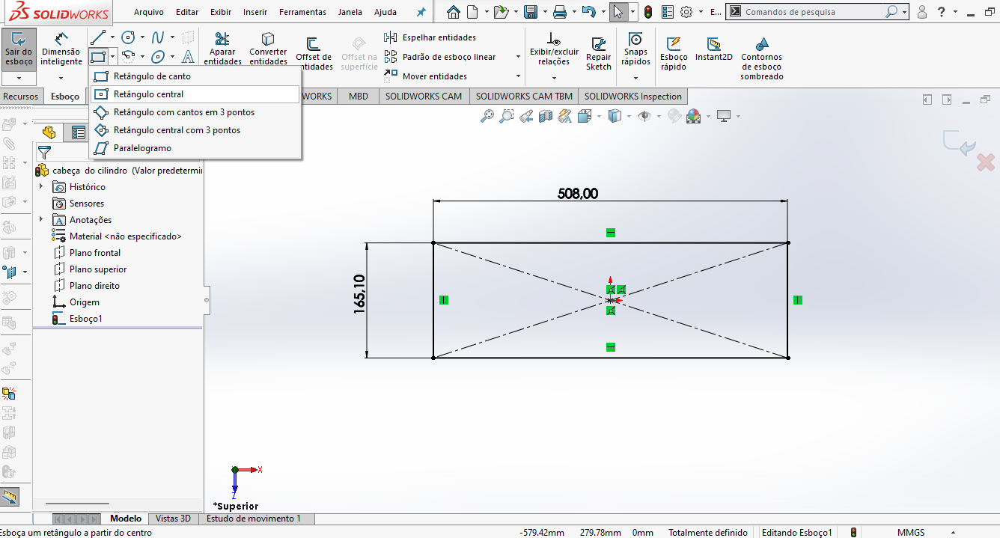 SOLIDWORKS
Arquivo Editar Exibir Inserir Ferramentas Janela Ajuda
E...
Comandos de pesquisa
?
Sair do esboço
Dimensão inteligente
Aparar entidades
Converter entidades
Offset de entidades
Offset na superfície
Espelhar entidades
Padrão de esboço linear
Mover entidades
Exibir/excluir relações
Repair Sketch
Snaps rápidos
Esboço rápido
Instant2D
Contornos de esboço sombreado
Retângulo de canto
Retângulo central
Retângulo com cantos em 3 pontos
Retângulo central com 3 pontos
Paralelogramo
Recursos Esboço WORKS MBD SOLIDWORKS CAM SOLIDWORKS CAM TBM SOLIDWORKS Inspection
cabeça do cilindro (Valor predetermi
Histórico
Sensores
Anotações
Material <não especificado>
Plano frontal
Plano superior
Plano direito
Origem
Esboço1
508,00
165,10
X
Z
*Superior
Modelo Vistas 3D Estudo de movimento 1
Esboça um retângulo a partir do centro
-579.42mm 279.78mm 0mm Totalmente definido Editando Esboço1 MMGS